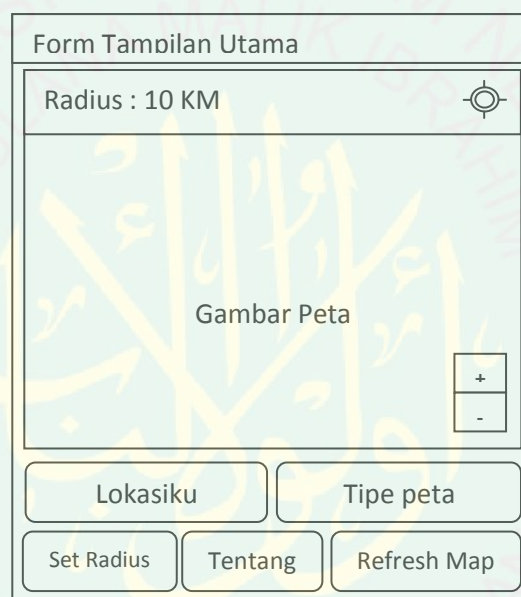 Form Tampilan Utama
Radius : 10 KM
Gambar Peta
+
-
Lokasiku Tipe peta
Set Radius Tentang Refresh Map